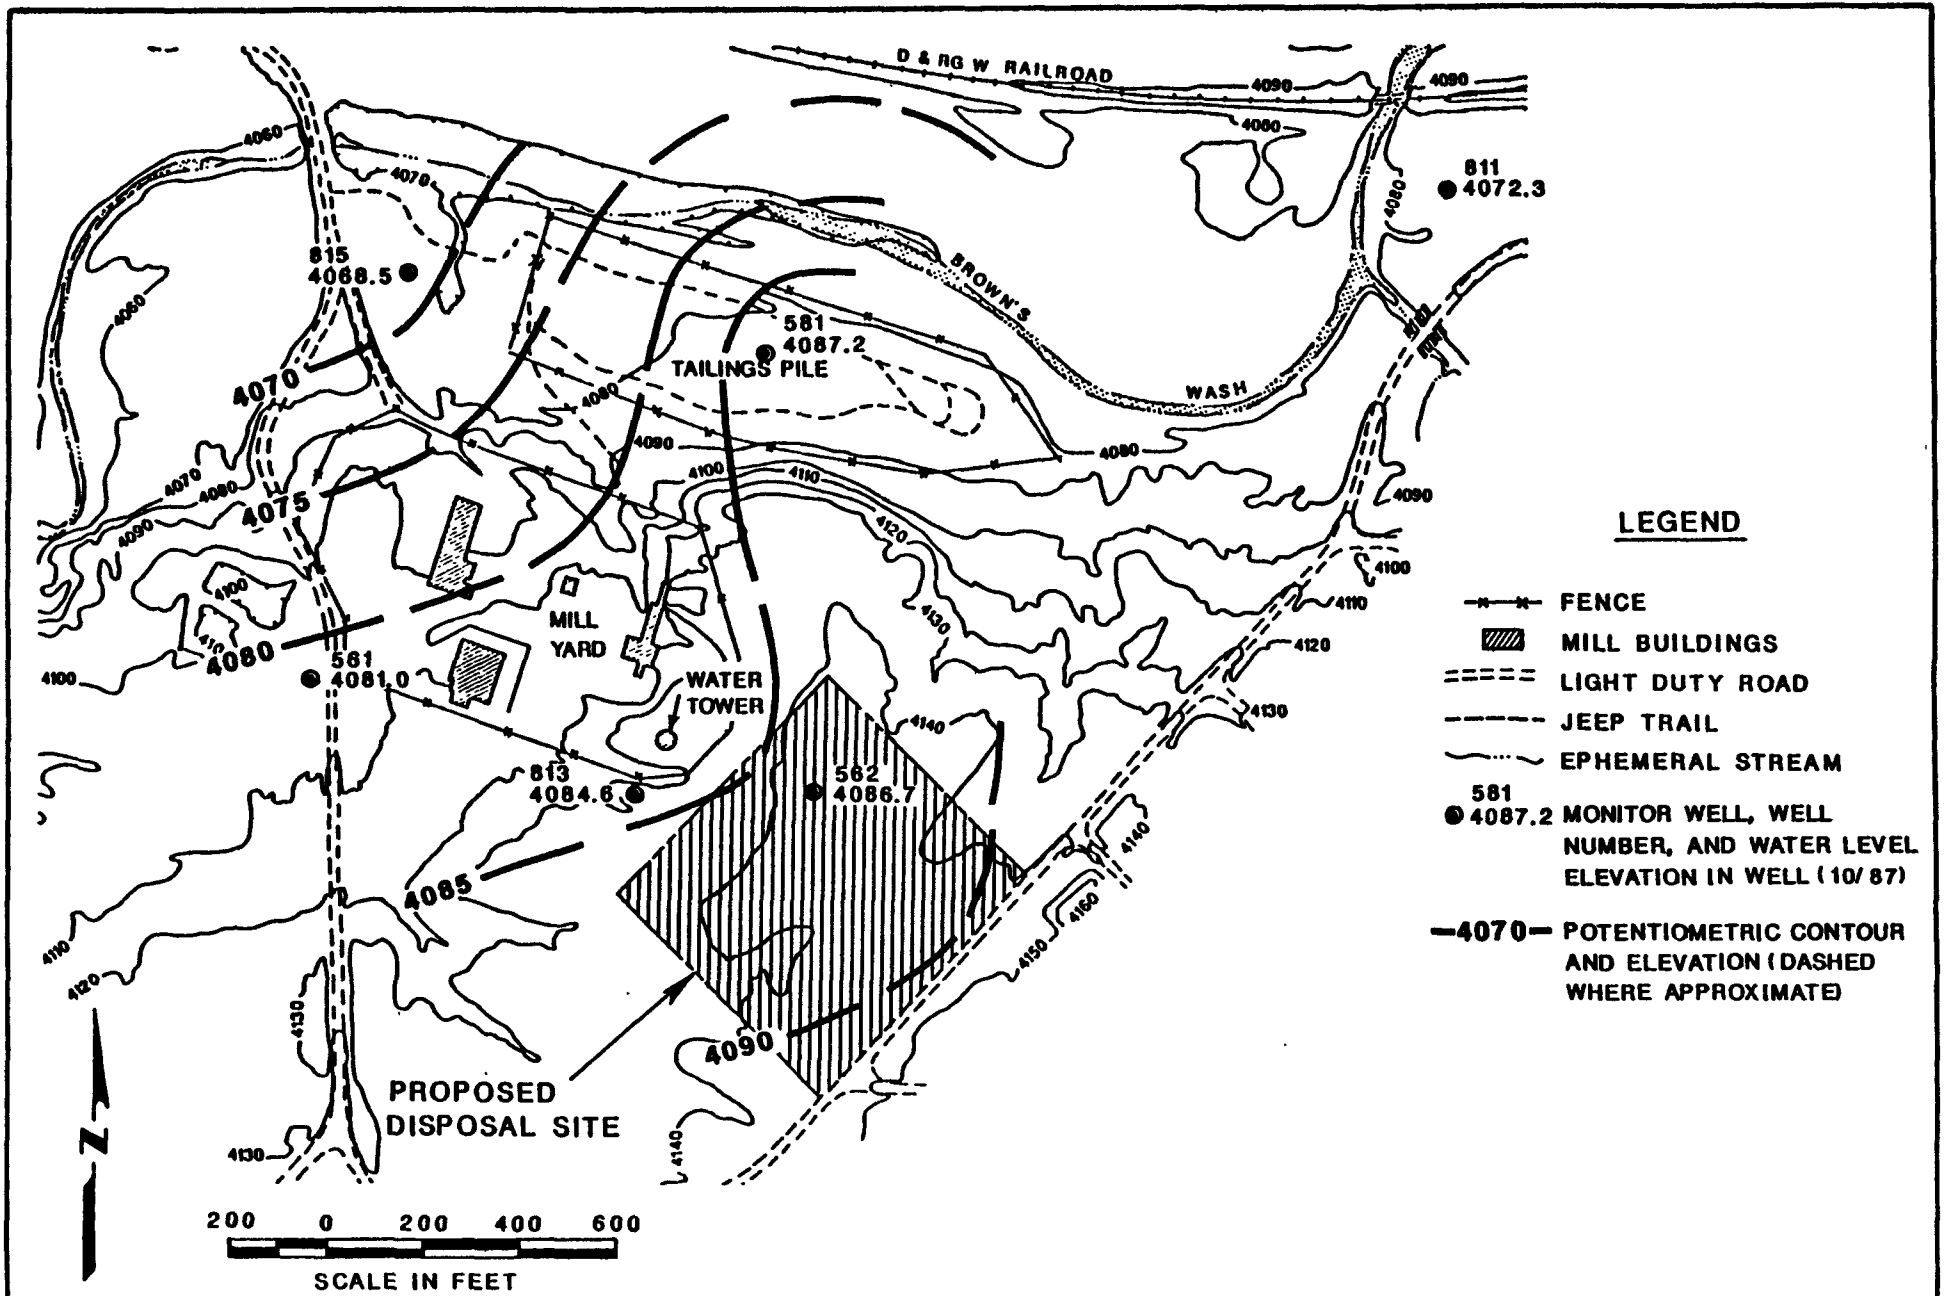 D & RG W RAILROAD
4090
4090
4080
4060
4070
811
4072.3
4080
815
4068.5
4060
BROWN'S
WASH
581
4087.2
TAILINGS PILE
4070
4080
4090
4080
4100
4110
4070
4080
4075
4090
4090
4120
4100
4100
4110
4130
4120
MILL
YARD
4080
561
4081.0
4100
WATER
TOWER
4140
4130
813
4084.6
562
4086.7
4140
4085
4160
4110
4150
4120
4130
4090
PROPOSED
DISPOSAL SITE
4140
4130
N
200 0 200 400 600
SCALE IN FEET
LEGEND
FENCE
MILL BUILDINGS
LIGHT DUTY ROAD
JEEP TRAIL
EPHEMERAL STREAM
581
4087.2 MONITOR WELL, WELL
NUMBER, AND WATER LEVEL
ELEVATION IN WELL (10/87)
—4070— POTENTIOMETRIC CONTOUR
AND ELEVATION (DASHED
WHERE APPROXIMATE)